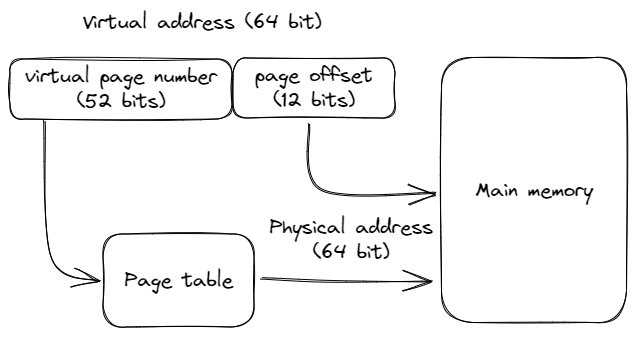 Virtual address (64 bit)
virtual page number
(52 bits)
page offset
(12 bits)
Main memory
Physical address
(64 bit)
Page table